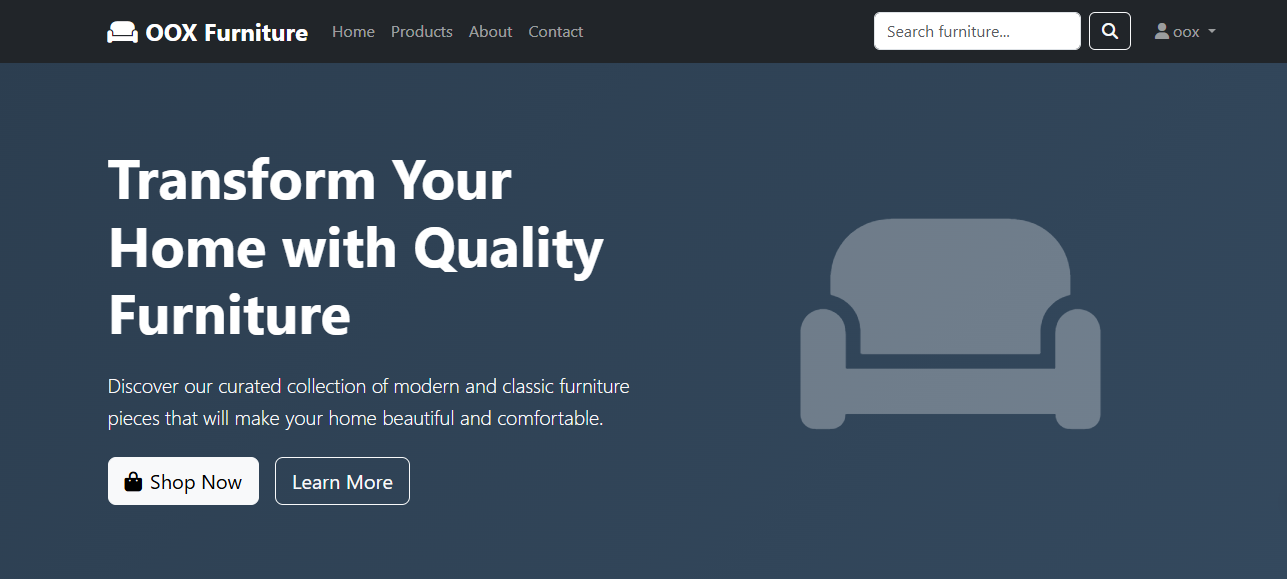 OOX Furniture Home Products About Contact Search furniture... oox
Transform Your
Home with Quality
Furniture
Discover our curated collection of modern and classic furniture
pieces that will make your home beautiful and comfortable.
Shop Now Learn More